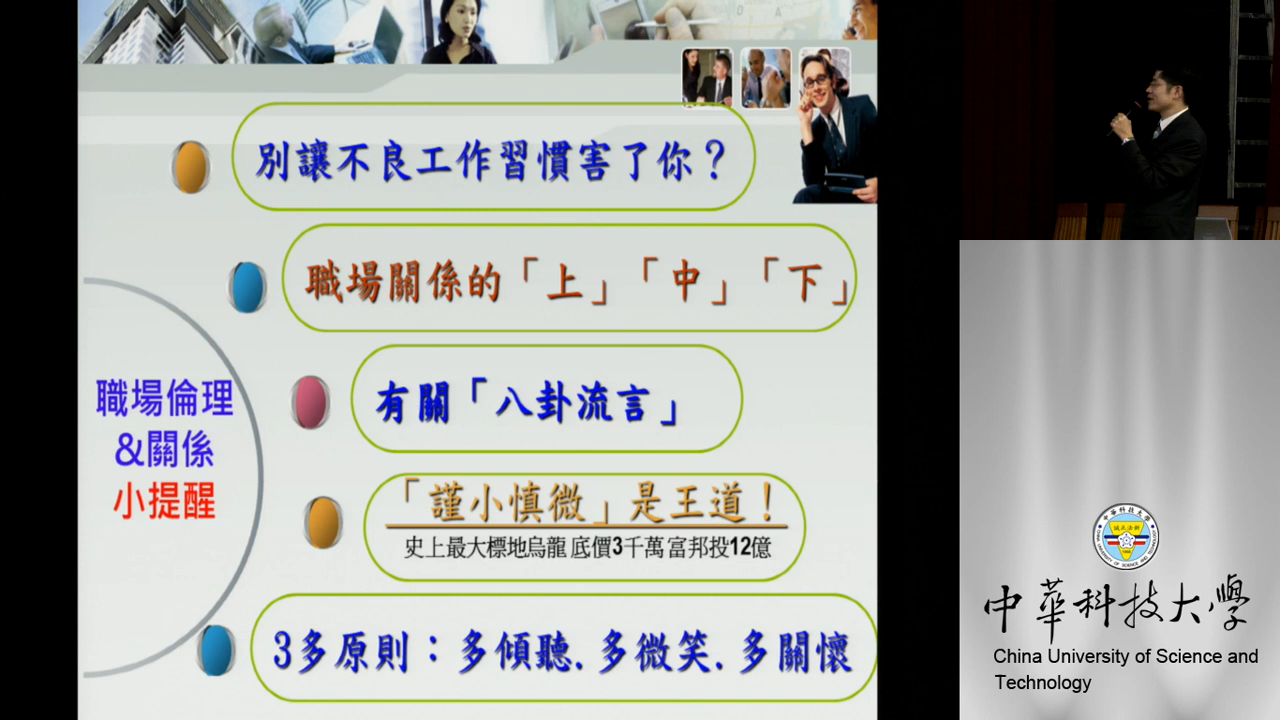 別讓不良工作習慣害了你？
職場關係的「上」「中」「下」
有關「八卦流言」
職場倫理
&關係
小提醒
「謹小慎微」是王道！
史上最大標地烏龍 底價3千萬 富邦投12億
3多原則：多傾聽.多微笑.多關懷
中華科技大學
China University of Science and
Technology